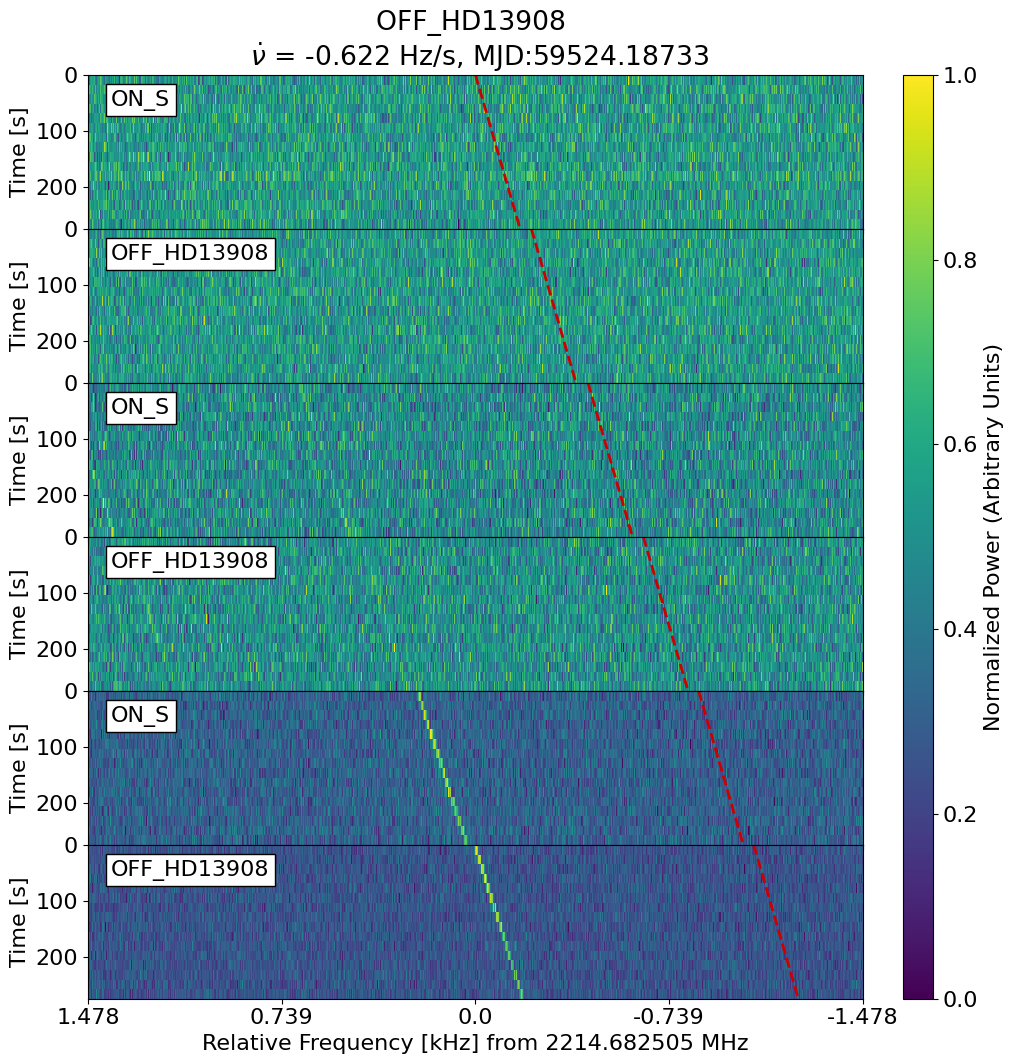 OFF_HD13908
ν̇ = -0.622 Hz/s, MJD:59524.18733
0
ON_S
100
200
Time [s]
0
OFF_HD13908
100
200
Time [s]
0
ON_S
100
200
Time [s]
0
OFF_HD13908
100
200
Time [s]
0
ON_S
100
200
Time [s]
0
OFF_HD13908
100
200
Time [s]
1.478 0.739 0.0 -0.739 -1.478
Relative Frequency [kHz] from 2214.682505 MHz
1.0
0.8
0.6
0.4
0.2
0.0
Normalized Power (Arbitrary Units)